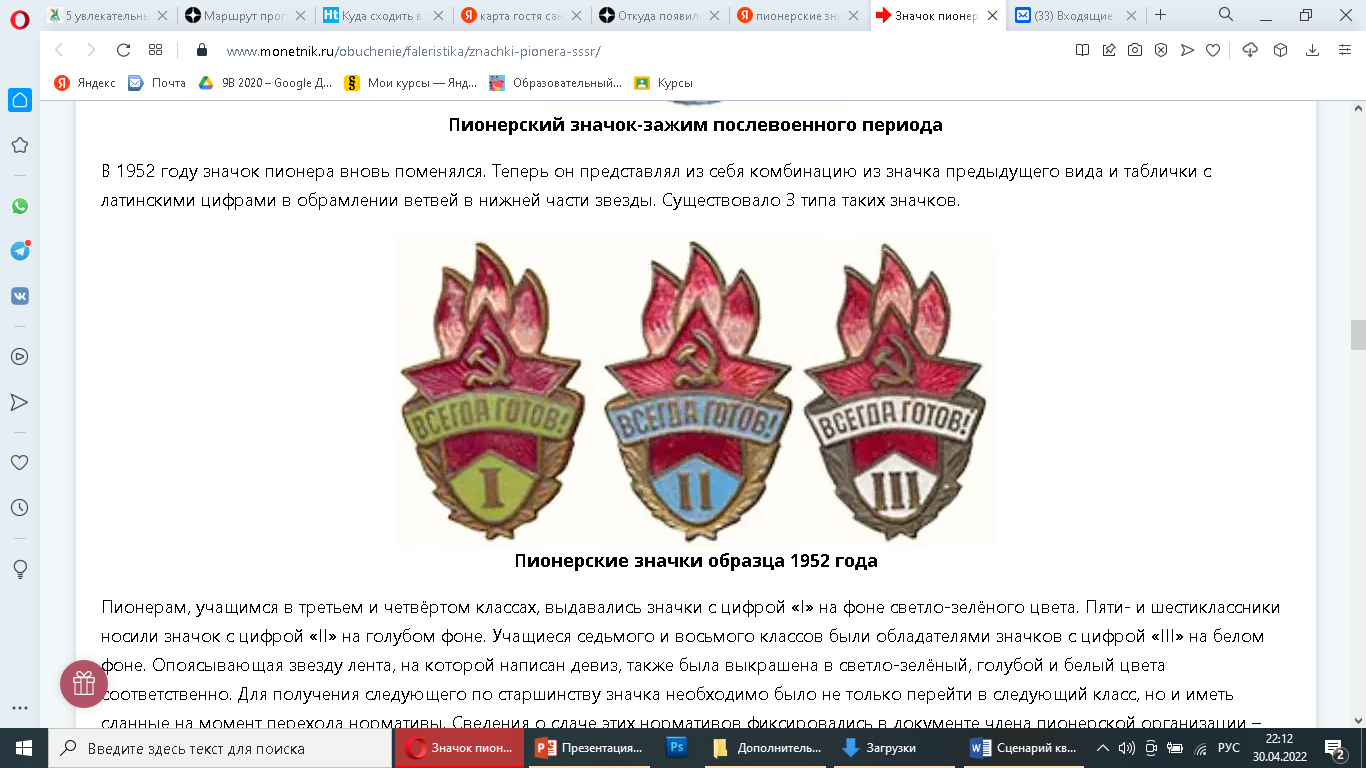 5 увлекательнь
Маршрут прогу
Куда сходить в
карта гостя сан
Откуда появил
пионерские зна
Значок пионер
(33) Входящие
www.monetnik.ru/obuchenie/faleristika/znachki-pionera-sssr/
Яндекс
Почта
9В 2020 – Google Д...
Мои курсы — Янд...
Образовательный...
Курсы
Пионерский значок-зажим послевоенного периода
В 1952 году значок пионера вновь поменялся. Теперь он представлял из себя комбинацию из значка предыдущего вида и таблички с
латинскими цифрами в обрамлении ветвей в нижней части звезды. Существовало 3 типа таких значков.
ВСЕГДА ГОТОВ! ВСЕГДА ГОТОВ! ВСЕГДА ГОТОВ!
I II III
Пионерские значки образца 1952 года
Пионерам, учащимся в третьем и четвёртом классах, выдавались значки с цифрой «I» на фоне светло-зелёного цвета. Пяти- и шестиклассники
носили значок с цифрой «II» на голубом фоне. Учащиеся седьмого и восьмого классов были обладателями значков с цифрой «III» на белом
фоне. Опоясывающая звезду лента, на которой написан девиз, также была выкрашена в светло-зелёный, голубой и белый цвета
соответственно. Для получения следующего по старшинству значка необходимо было не только перейти в следующий класс, но и иметь
сданные на момент перехода нормативы. Сведения о сдаче этих нормативов фиксировались в документе члена пионерской организации –
Введите здесь текст для поиска
Значок пион...
Презентация...
Ps
Дополнитель...
Загрузки
Сценарий кв...
РУС
22:12
30.04.2022
2